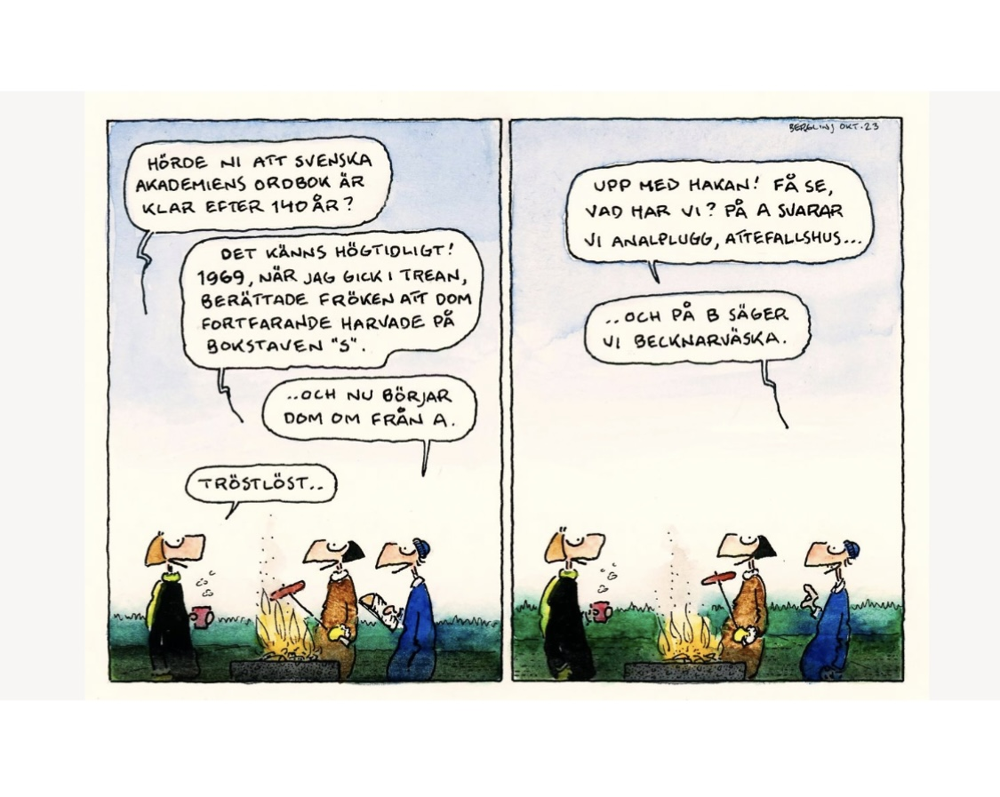 HÖRDE NI ATT SVENSKA
AKADEMIENS ORDBOK ÄR
KLAR EFTER 140 ÅR?
DET KÄNNS HÖGTIDLIGT!
1969, NÄR JAG GICK I TREAN,
BERÄTTADE FRÖKEN ATT DOM
FORTFARANDE HARVADE PÅ
BOKSTAVEN "S".
..OCH NU BÖRJAR
DOM OM FRÅN A.
TRÖSTLÖST..
BERGLINS OKT.23
UPP MED HAKAN! FÅ SE,
VAD HAR VI? PÅ A SVARAR
VI ANALPLUGG, ATTEFALLSHUS...
..OCH PÅ B SÄGER
VI BECKNARVÄSKA.